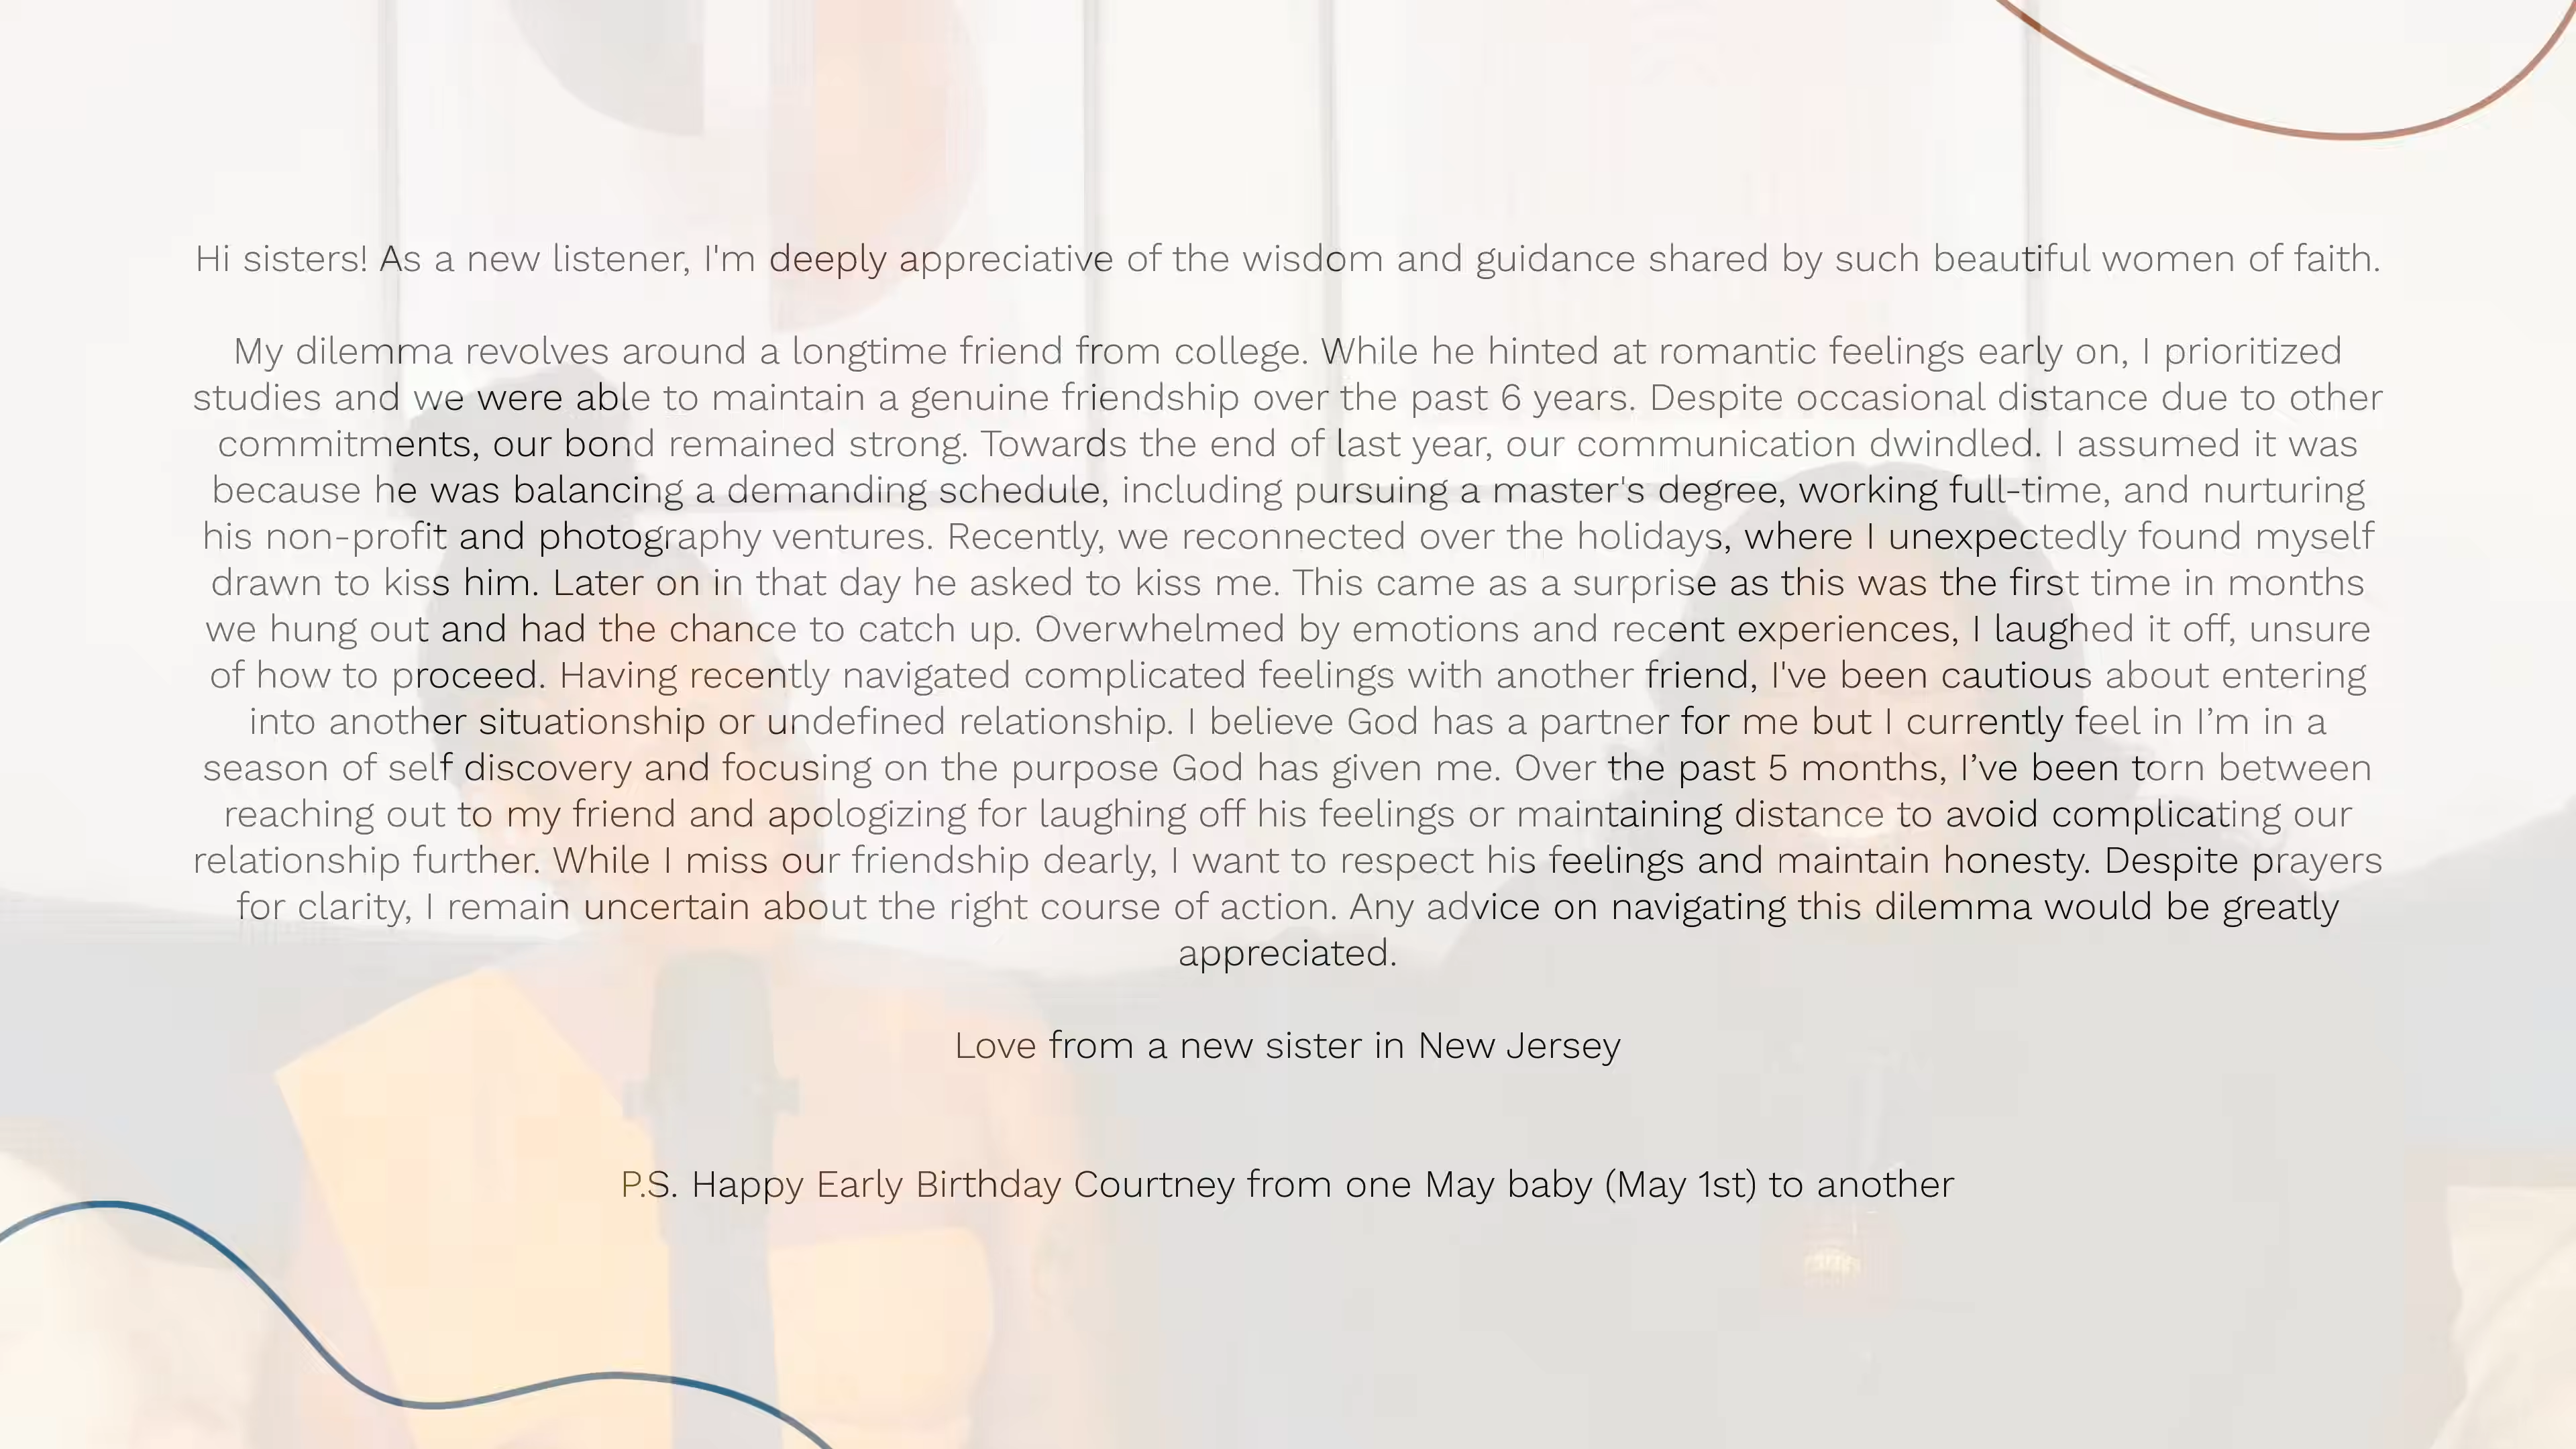 Hi sisters! As a new listener, I'm deeply appreciative of the wisdom and guidance shared by such beautiful women of faith.
My dilemma revolves around a longtime friend from college. While he hinted at romantic feelings early on, I prioritized
studies and we were able to maintain a genuine friendship over the past 6 years. Despite occasional distance due to other
commitments, our bond remained strong. Towards the end of last year, our communication dwindled. I assumed it was
because he was balancing a demanding schedule, including pursuing a master's degree, working full-time, and nurturing
his non-profit and photography ventures. Recently, we reconnected over the holidays, where I unexpectedly found myself
drawn to kiss him. Later on in that day he asked to kiss me. This came as a surprise as this was the first time in months
we hung out and had the chance to catch up. Overwhelmed by emotions and recent experiences, I laughed it off, unsure
of how to proceed. Having recently navigated complicated feelings with another friend, I've been cautious about entering
into another situationship or undefined relationship. I believe God has a partner for me but I currently feel in I’m in a
season of self discovery and focusing on the purpose God has given me. Over the past 5 months, I’ve been torn between
reaching out to my friend and apologizing for laughing off his feelings or maintaining distance to avoid complicating our
relationship further. While I miss our friendship dearly, I want to respect his feelings and maintain honesty. Despite prayers
for clarity, I remain uncertain about the right course of action. Any advice on navigating this dilemma would be greatly
appreciated.
Love from a new sister in New Jersey
P.S. Happy Early Birthday Courtney from one May baby (May 1st) to another